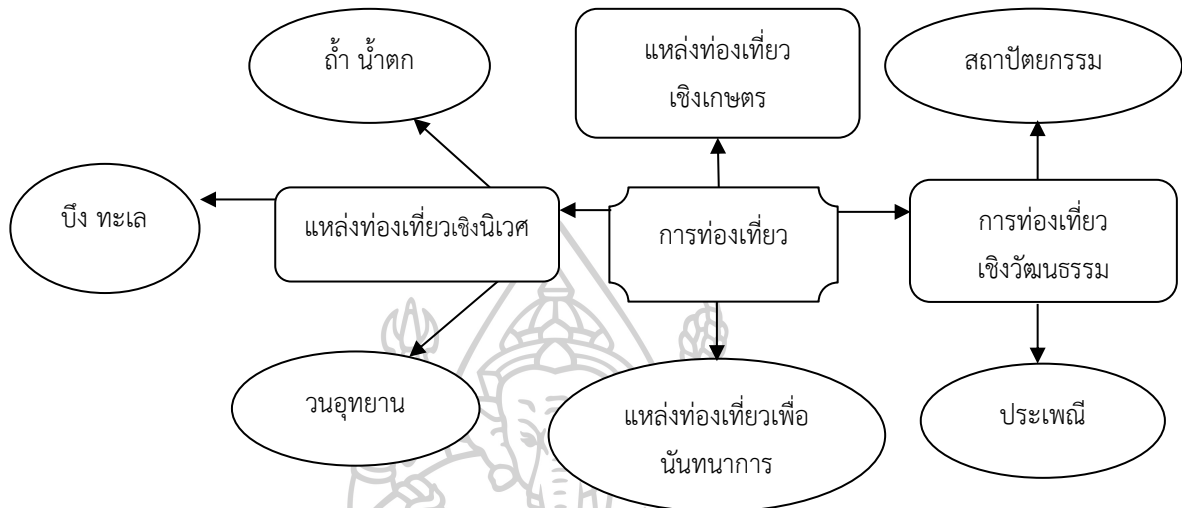 ถ้ำ น้ำตก
แหล่งท่องเที่ยว
เชิงเกษตร
สถาปัตยกรรม
บึง ทะเล
แหล่งท่องเที่ยวเชิงนิเวศ
การท่องเที่ยว
การท่องเที่ยว
เชิงวัฒนธรรม
วนอุทยาน
แหล่งท่องเที่ยวเพื่อ
นันทนาการ
ประเพณี